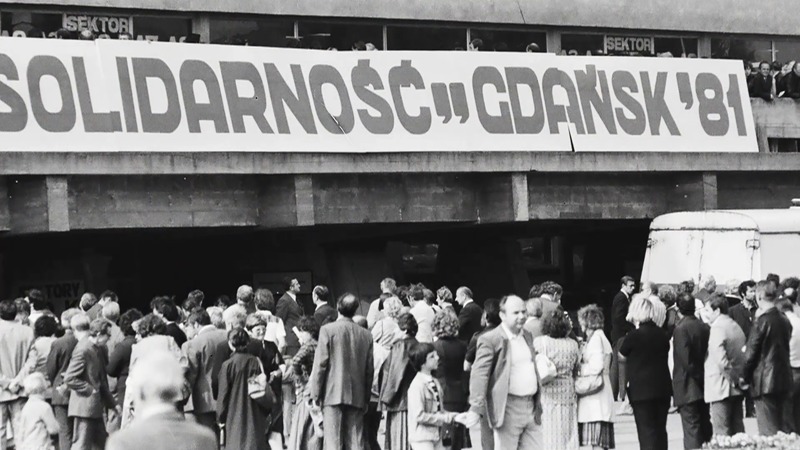 SEKTOR
SEKTOR
SOLIDARNOŚĆ" GDAŃSK '81